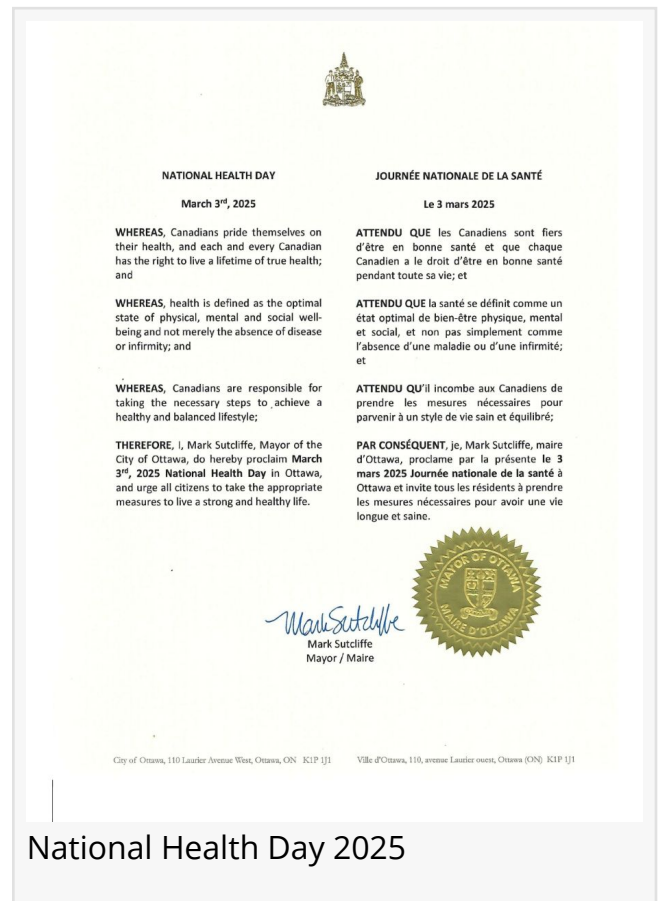 NATIONAL HEALTH DAY
March 3rd, 2025
WHEREAS, Canadians pride themselves on
their health, and each and every Canadian
has the right to live a lifetime of true health;
and
WHEREAS, health is defined as the optimal
state of physical, mental and social well-
being and not merely the absence of disease
or infirmity; and
WHEREAS, Canadians are responsible for
taking the necessary steps to achieve a
healthy and balanced lifestyle;
THEREFORE, I, Mark Sutcliffe, Mayor of the
City of Ottawa, do hereby proclaim March
3rd, 2025 National Health Day in Ottawa,
and urge all citizens to take the appropriate
measures to live a strong and healthy life.
JOURNÉE NATIONALE DE LA SANTÉ
Le 3 mars 2025
ATTENDU QUE les Canadiens sont fiers
d'être en bonne santé et que chaque
Canadien a le droit d'être en bonne santé
pendant toute sa vie; et
ATTENDU QUE la santé se définit comme un
état optimal de bien-être physique, mental
et social, et non pas simplement comme
l'absence d'une maladie ou d'une infirmité;
et
ATTENDU QU'il incombe aux Canadiens de
prendre les mesures nécessaires pour
parvenir à un style de vie sain et équilibré;
PAR CONSÉQUENT, je, Mark Sutcliffe, maire
d'Ottawa, proclame par la présente le 3
mars 2025 Journée nationale de la santé à
Ottawa et invite tous les résidents à prendre
les mesures nécessaires pour avoir une vie
longue et saine.
MAYOR OF OTTAWA
MAIRE D'OTTAWA
Mark Sutcliffe
Mark Sutcliffe
Mayor / Maire
City of Ottawa, 110 Laurier Avenue West, Ottawa, ON K1P 1J1
Ville d'Ottawa, 110, avenue Laurier ouest, Ottawa (ON) K1P 1J1
National Health Day 2025